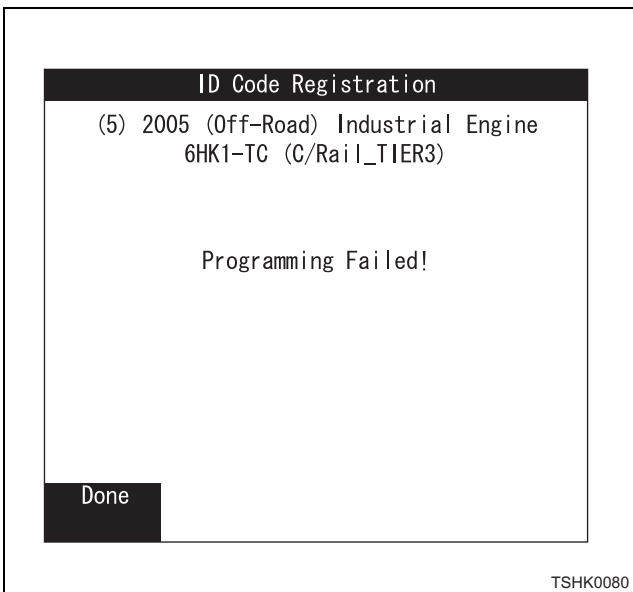 ID Code Registration
(5) 2005 (Off-Road) Industrial Engine
6HK1-TC (C/Rail_TIER3)
Programming Failed!
Done
TSHK0080